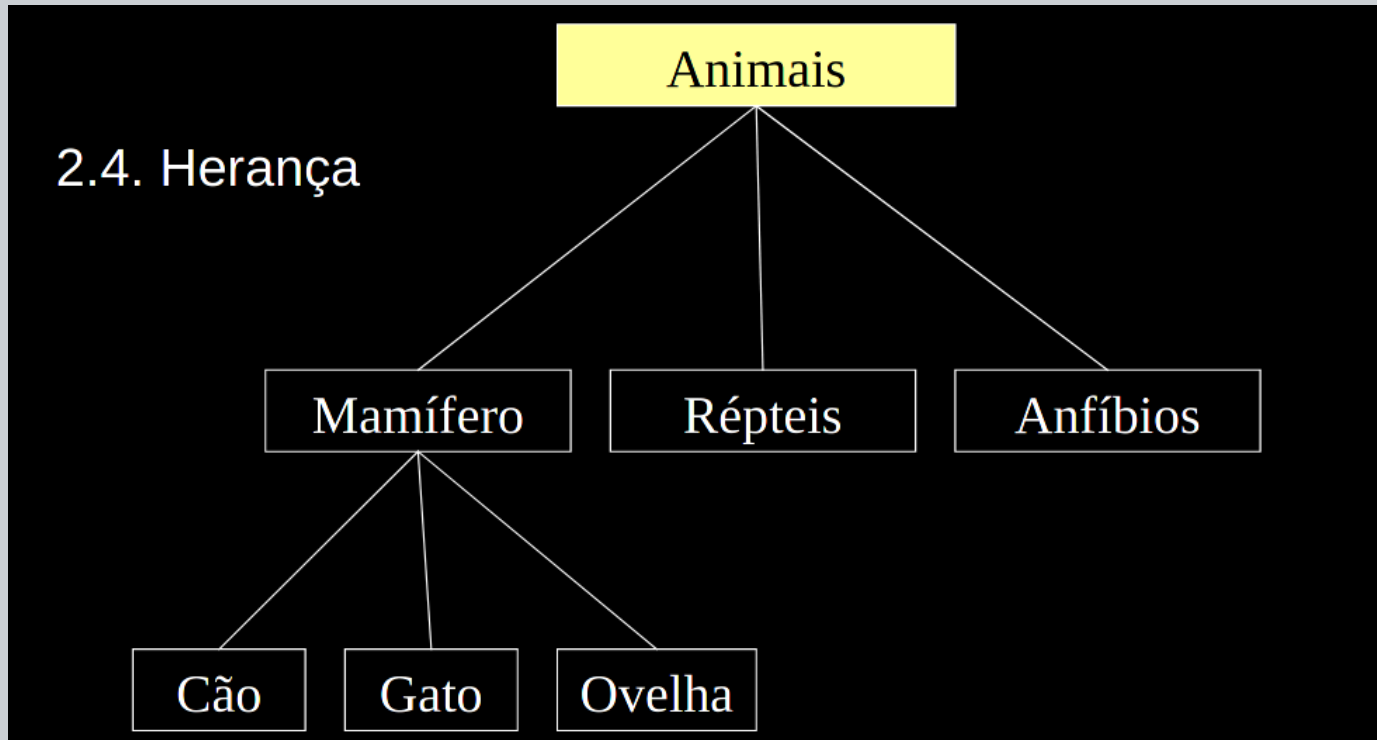 Animais
2.4. Herança
Mamífero
Répteis
Anfíbios
Cão
Gato
Ovelha